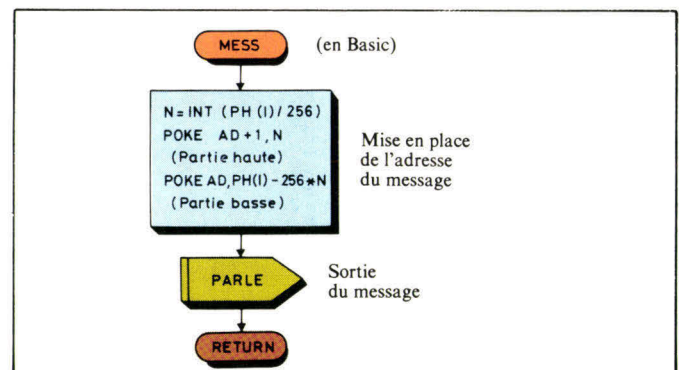 MESS
(en Basic)
N=INT (PH (I)/ 256)
POKE AD+1, N
(Partie haute)
POKE AD, PH(I)-256*N
(Partie basse)
Mise en place
de l'adresse
du message
PARLE
Sortie
du message
RETURN